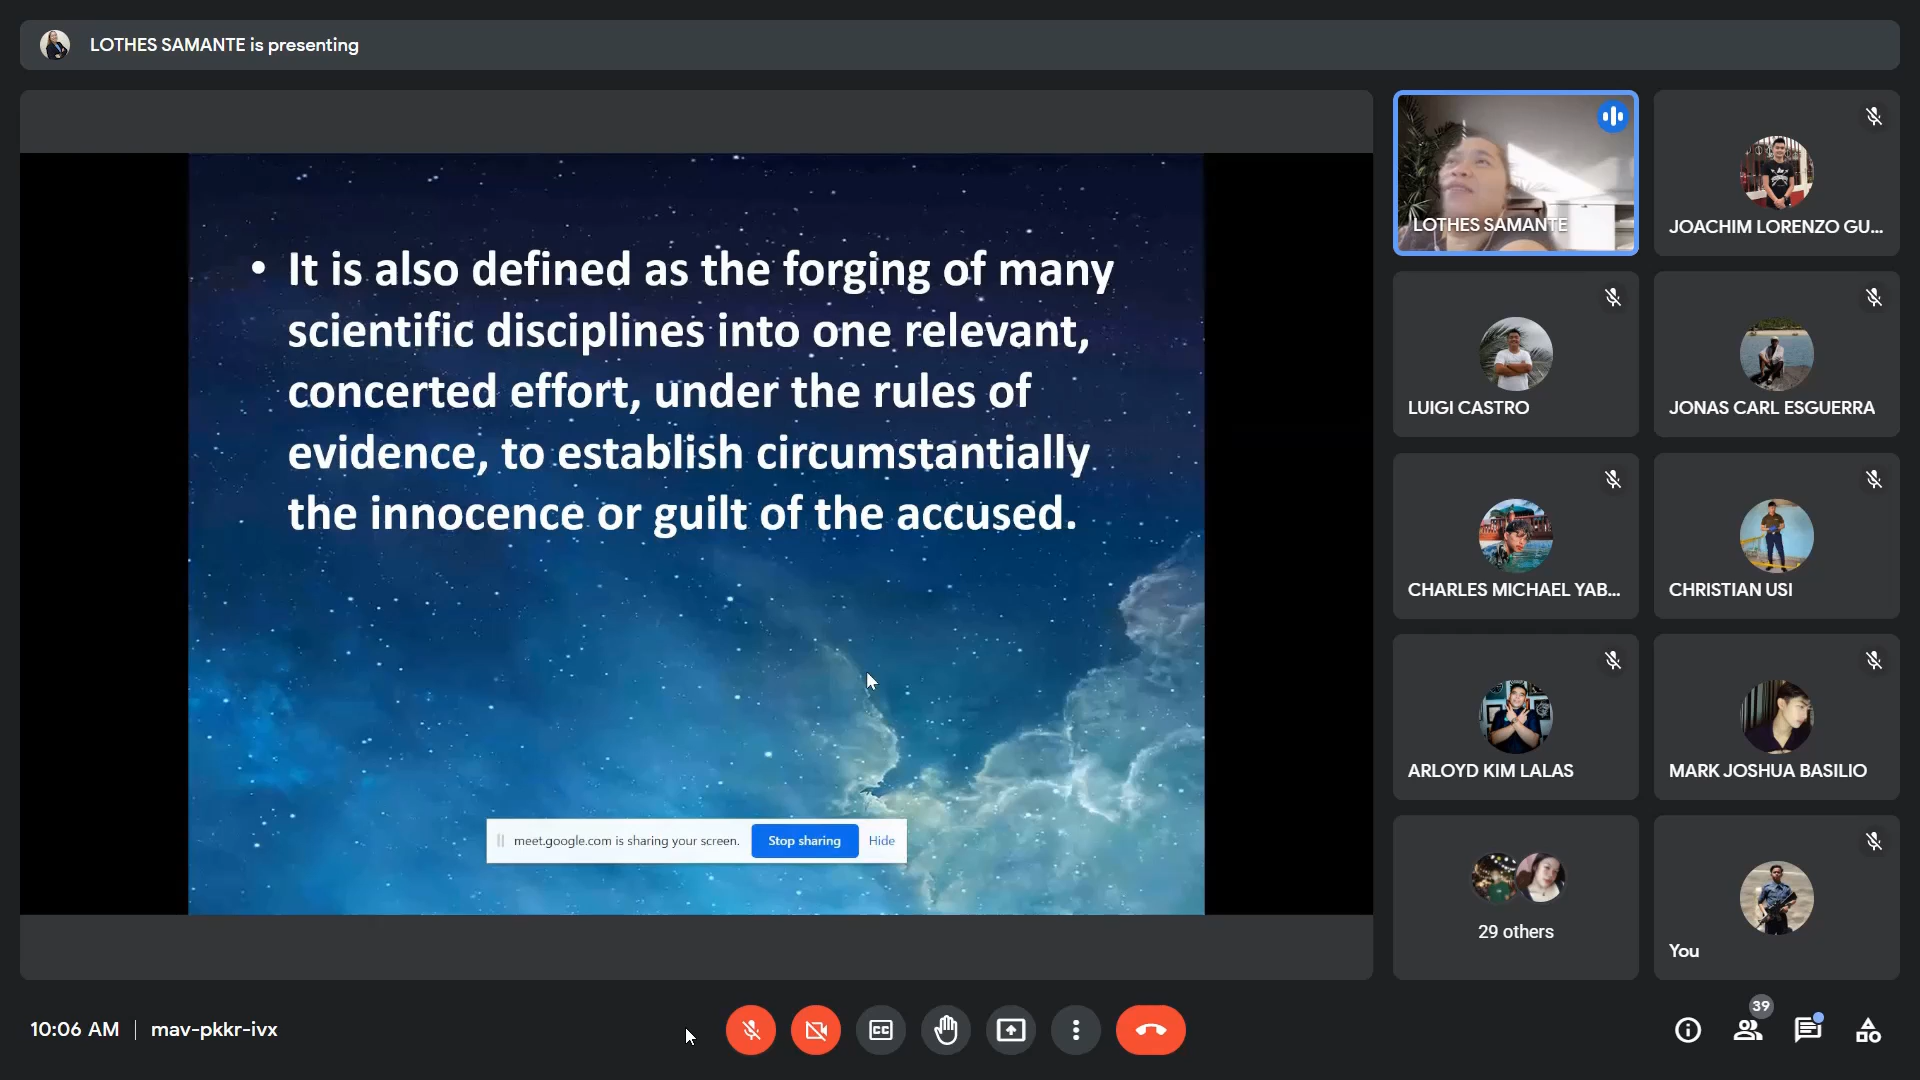 LOTHES SAMANTE is presenting
• It is also defined as the forging of many
scientific disciplines into one relevant,
concerted effort, under the rules of
evidence, to establish circumstantially
the innocence or guilt of the accused.
meet.google.com is sharing your screen.
Stop sharing
Hide
LOTHES SAMANTE
JOACHIM LORENZO GU...
LUIGI CASTRO
JONAS CARL ESGUERRA
CHARLES MICHAEL YAB...
CHRISTIAN USI
ARLOYD KIM LALAS
MARK JOSHUA BASILIO
29 others
You
10:06 AM | mav-pkkr-ivx
CC
39